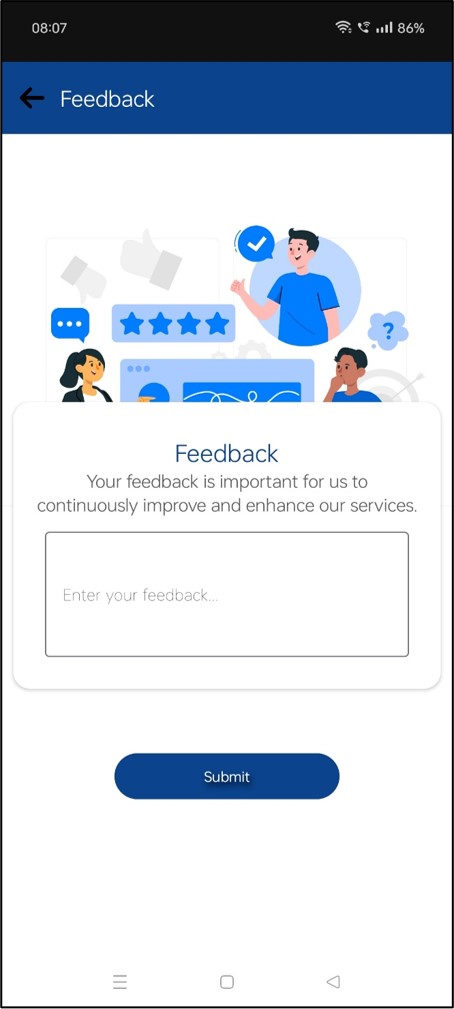 08:07 86%
Feedback
?
Feedback
Your feedback is important for us to
continuously improve and enhance our services.
Enter your feedback...
Submit